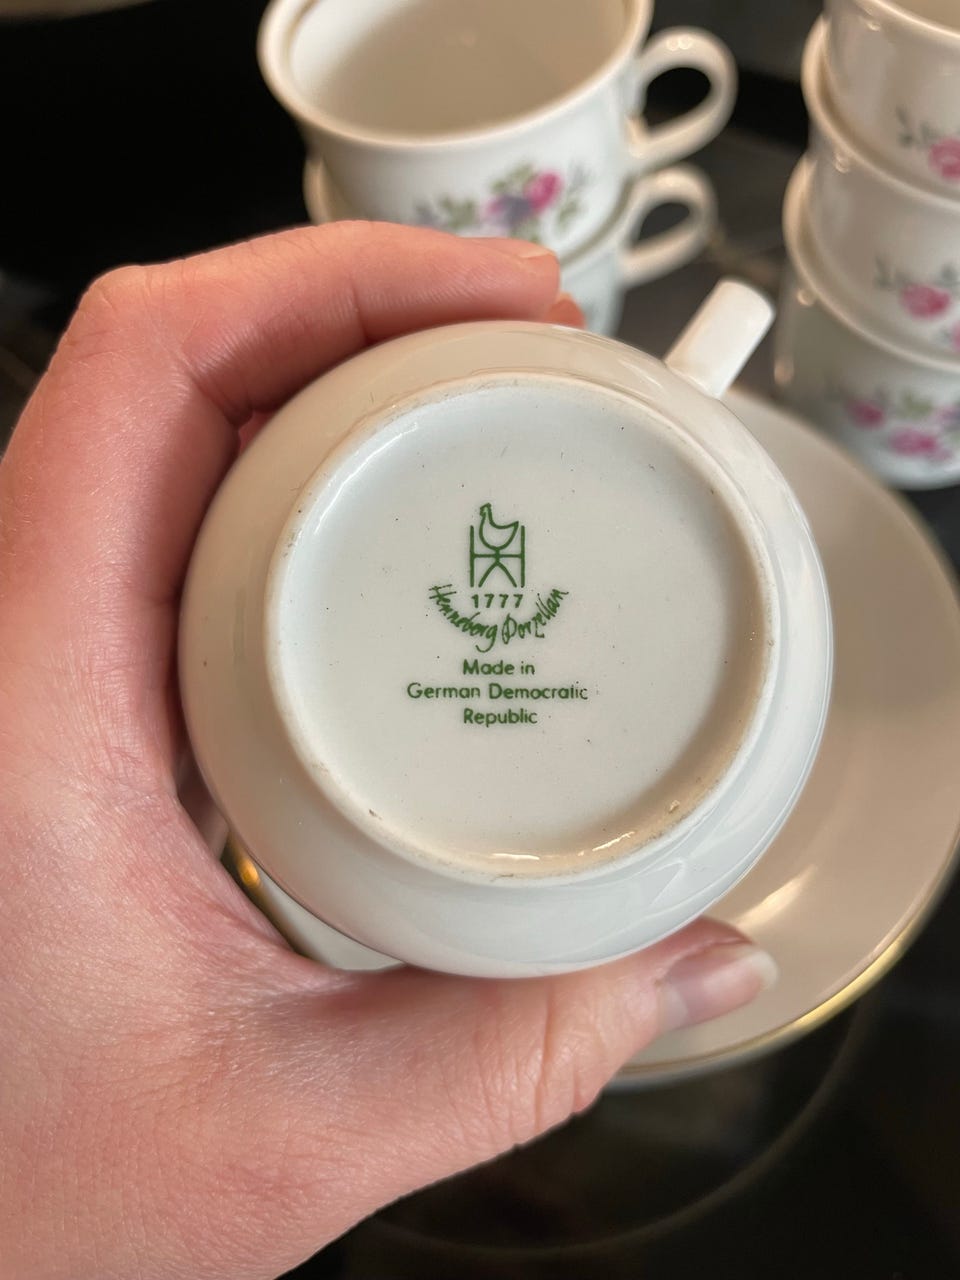 1777
Henneberg Porzellan
Made in
German Democratic
Republic